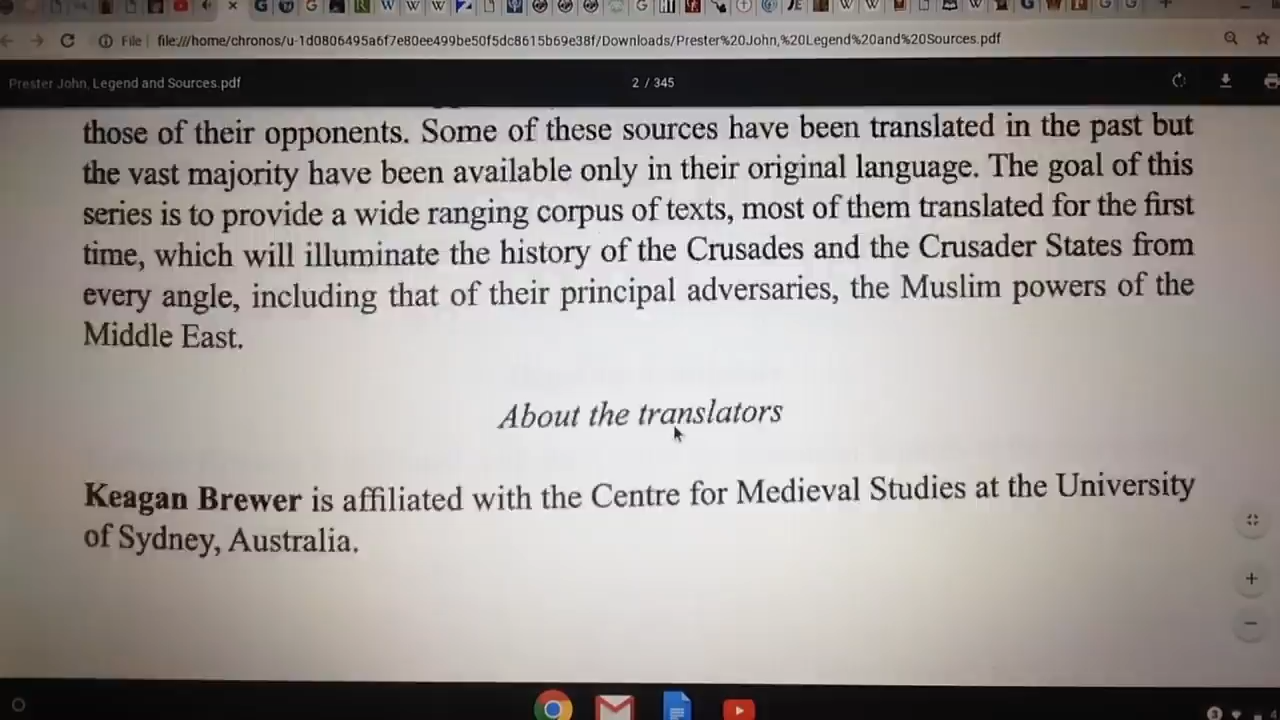 File
file:///home/chronos/u-1d0806495a6f7e80ee499be50f5dc8615b69e38f/Downloads/Prester%20John,%20Legend%20and%20Sources.pdf
Prester John, Legend and Sources.pdf
2 / 345
those of their opponents. Some of these sources have been translated in the past but
the vast majority have been available only in their original language. The goal of this
series is to provide a wide ranging corpus of texts, most of them translated for the first
time, which will illuminate the history of the Crusades and the Crusader States from
every angle, including that of their principal adversaries, the Muslim powers of the
Middle East.
About the translators
Keagan Brewer is affiliated with the Centre for Medieval Studies at the University
of Sydney, Australia.